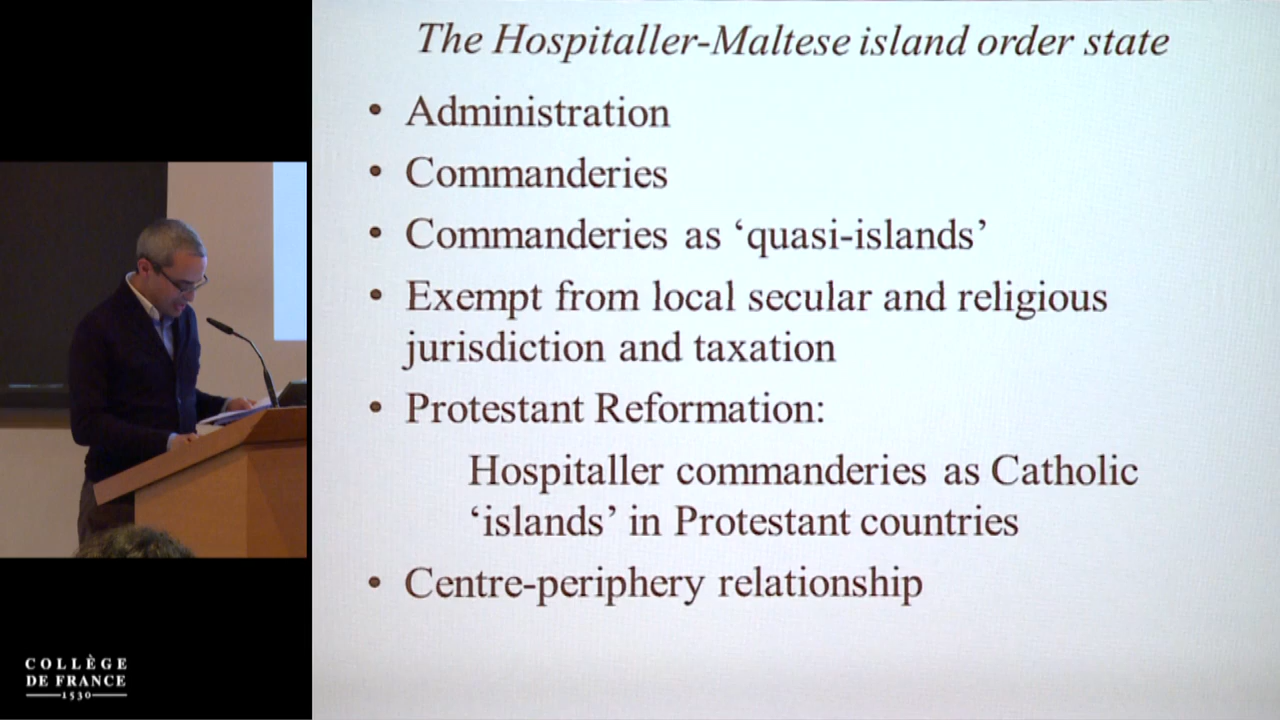 The Hospitaller-Maltese island order state
• Administration
• Commanderies
• Commanderies as ‘quasi-islands’
• Exempt from local secular and religious
jurisdiction and taxation
• Protestant Reformation:
Hospitaller commanderies as Catholic
‘islands’ in Protestant countries
• Centre-periphery relationship
COLLÈGE
DE FRANCE
1530